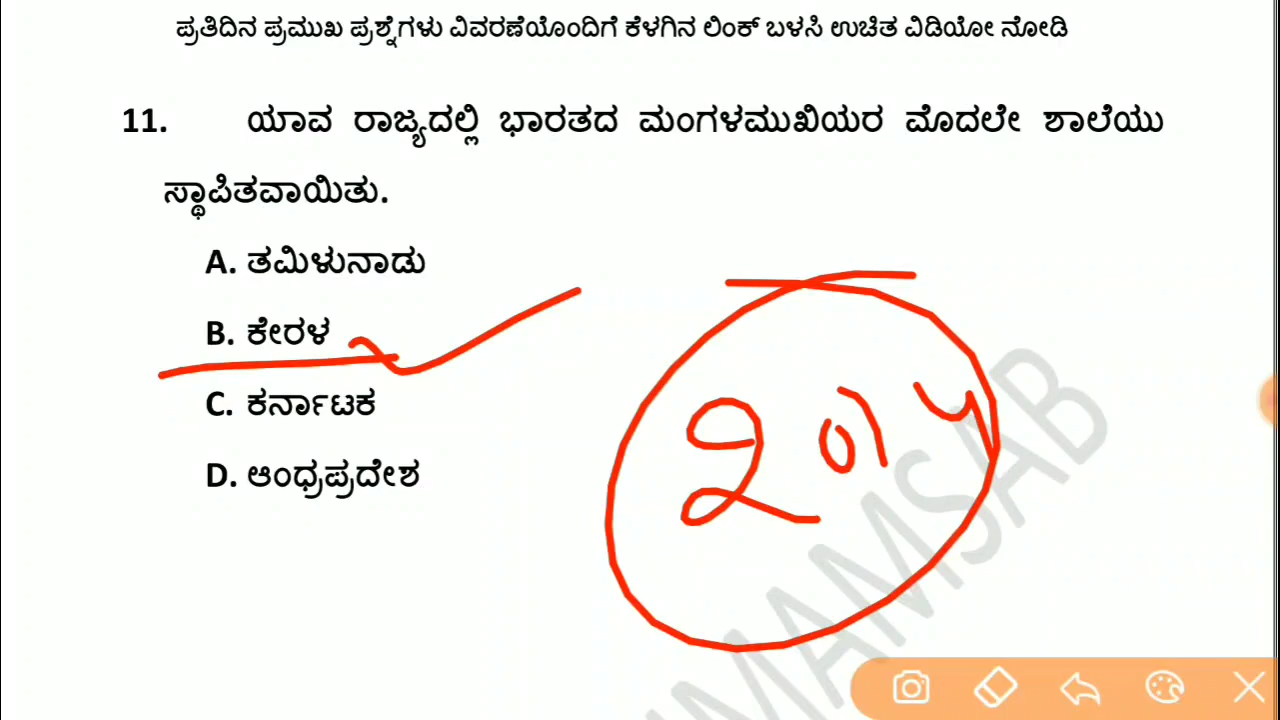 ಪ್ರತಿದಿನ ಪ್ರಮುಖ ಪ್ರಶ್ನೆಗಳು ವಿವರಣೆಯೊಂದಿಗೆ ಕೆಳಗಿನ ಲಿಂಕ್ ಬಳಸಿ ಉಚಿತ ವಿಡಿಯೋ ನೋಡಿ
11. ಯಾವ ರಾಜ್ಯದಲ್ಲಿ ಭಾರತದ ಮಂಗಳಮುಖಿಯರ ಮೊದಲೇ ಶಾಲೆಯು
ಸ್ಥಾಪಿತವಾಯಿತು.
A. ತಮಿಳುನಾಡು
B. ಕೇರಳ
C. ಕರ್ನಾಟಕ
D. ಆಂಧ್ರಪ್ರದೇಶ